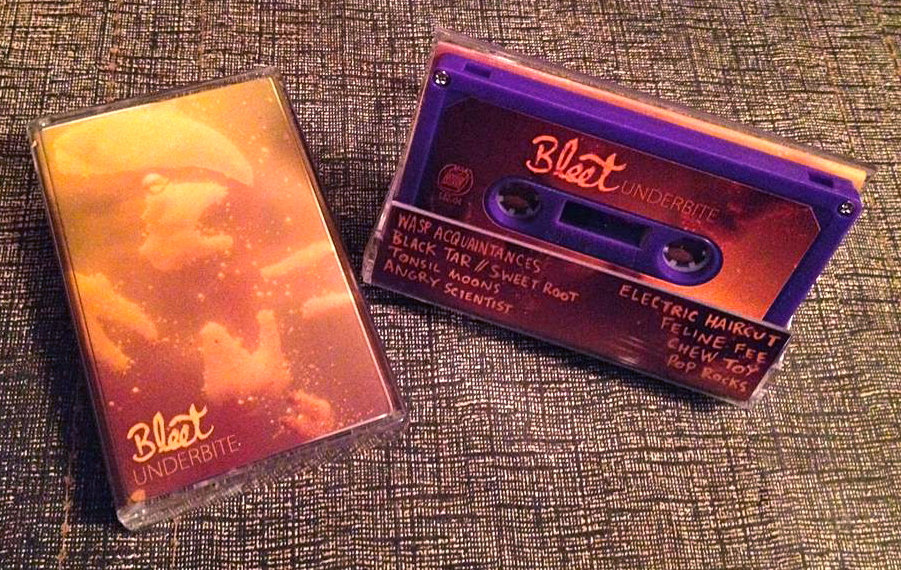 Bleet
UNDERBITE
Bleet UNDERBITE
WASP ACQUAINTANCES
BLACK TAR // SWEET ROOT
TONSIL MOONS
ANGRY SCIENTIST
ELECTRIC HAIRCUT
FELINE FEE
CHEW TOY
POP ROCKS